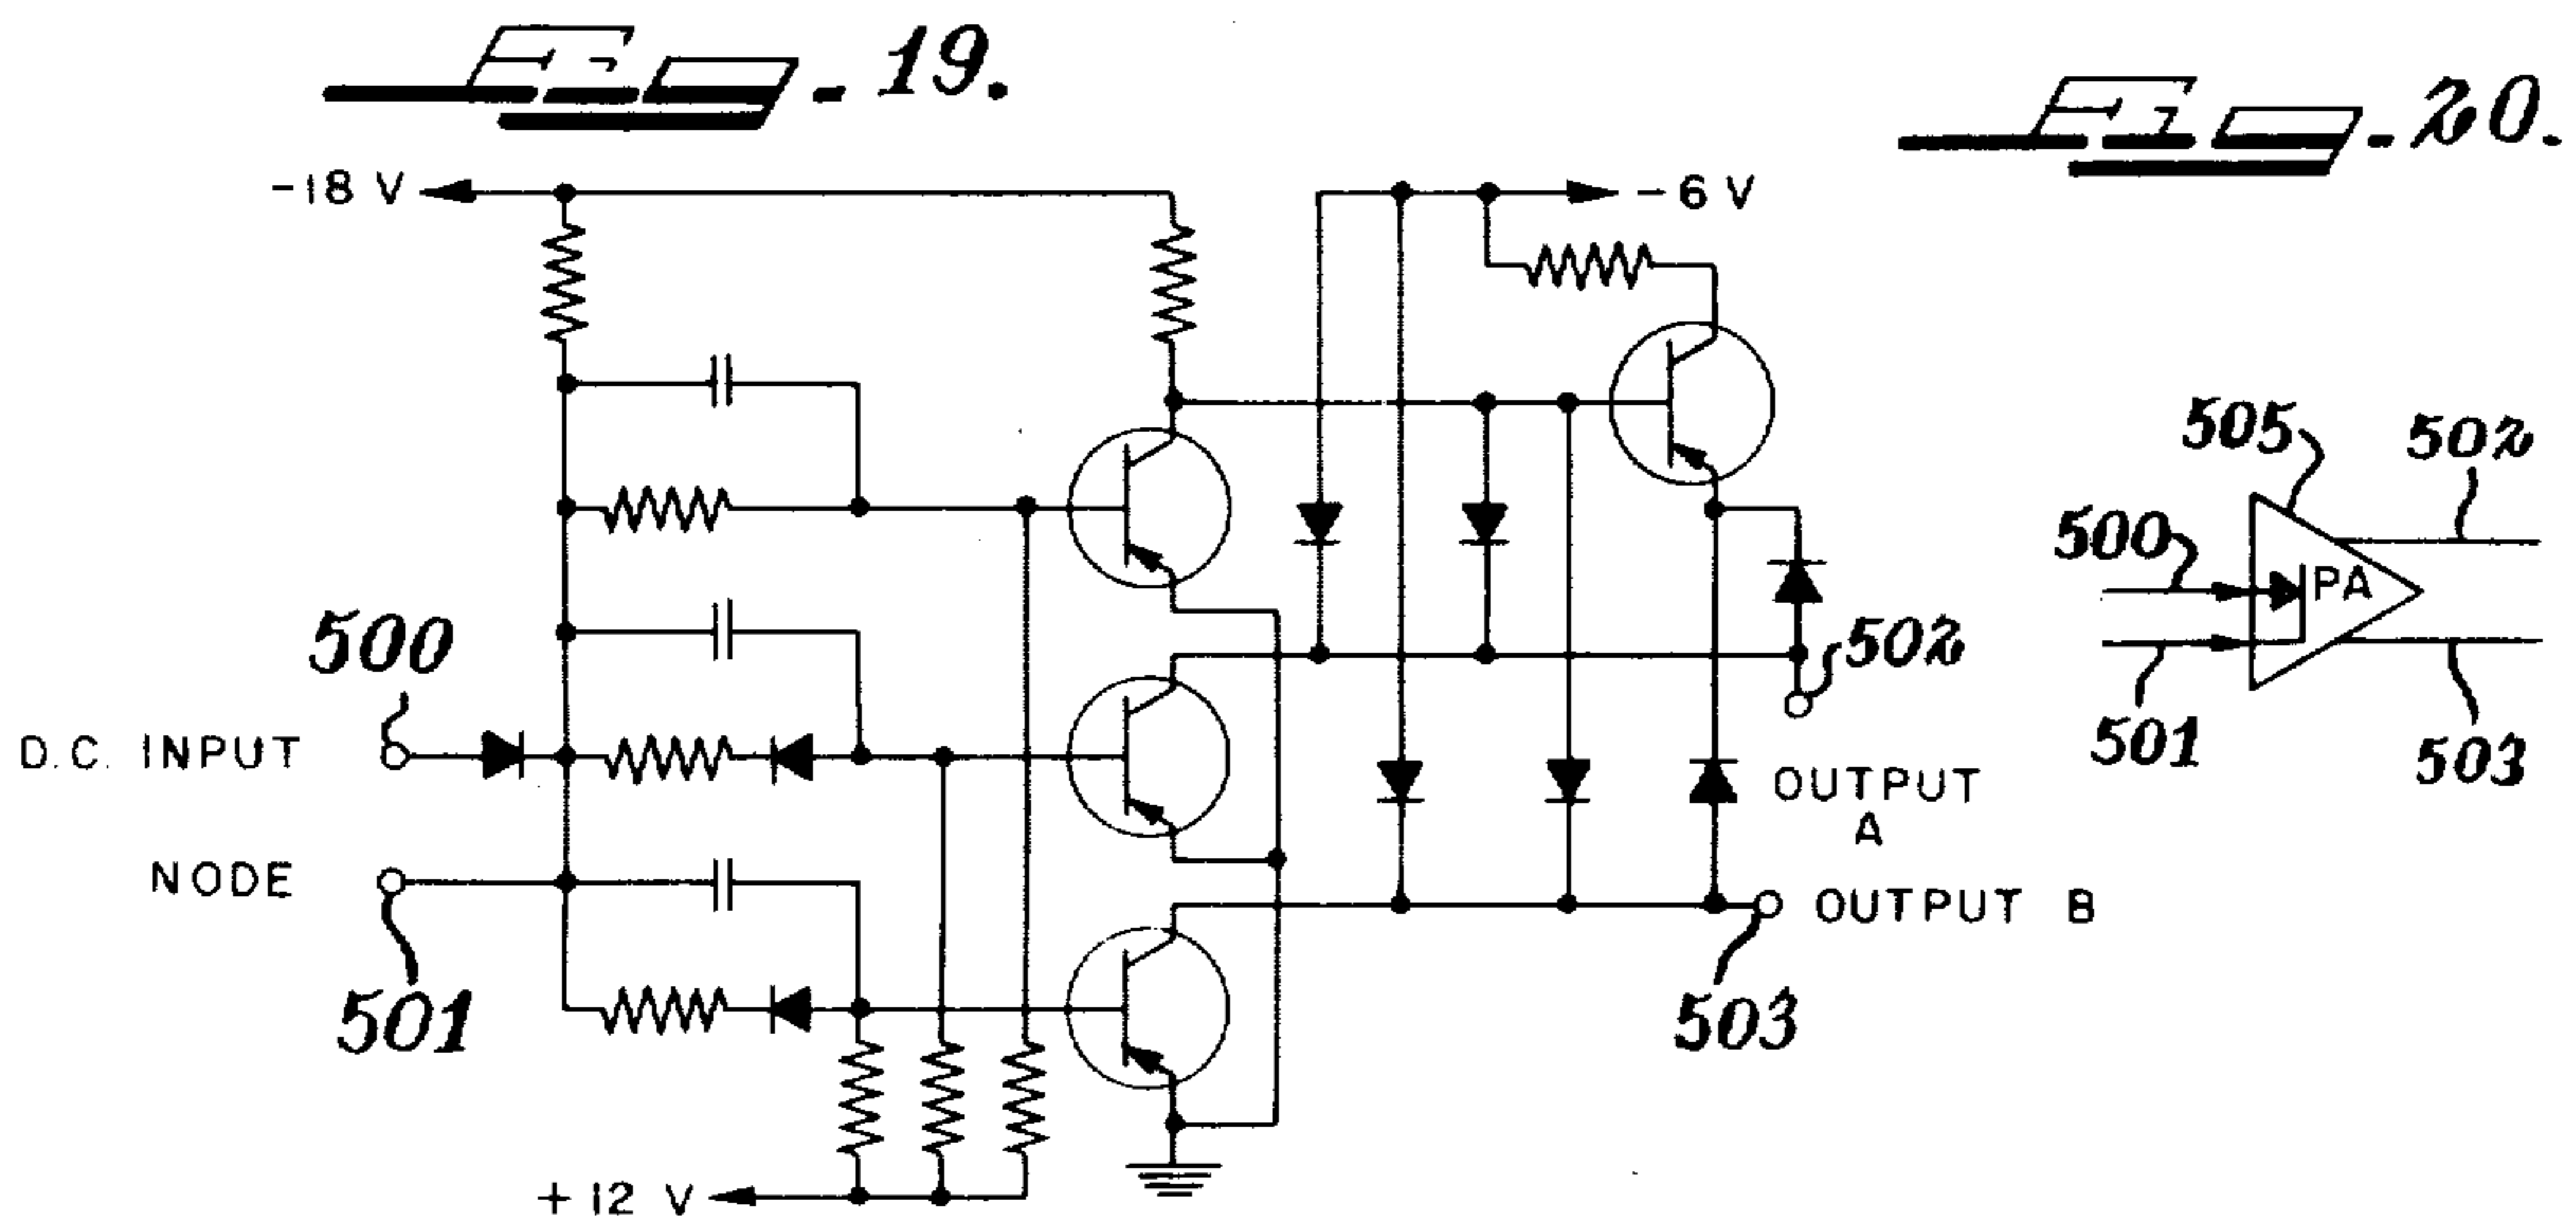 Fig-19.
Fig-20.
-18 V
-6 V
505
502
500
PA
501
503
500
502
D.C. INPUT
NODE
501
OUTPUT
A
OUTPUT B
503
+12 V